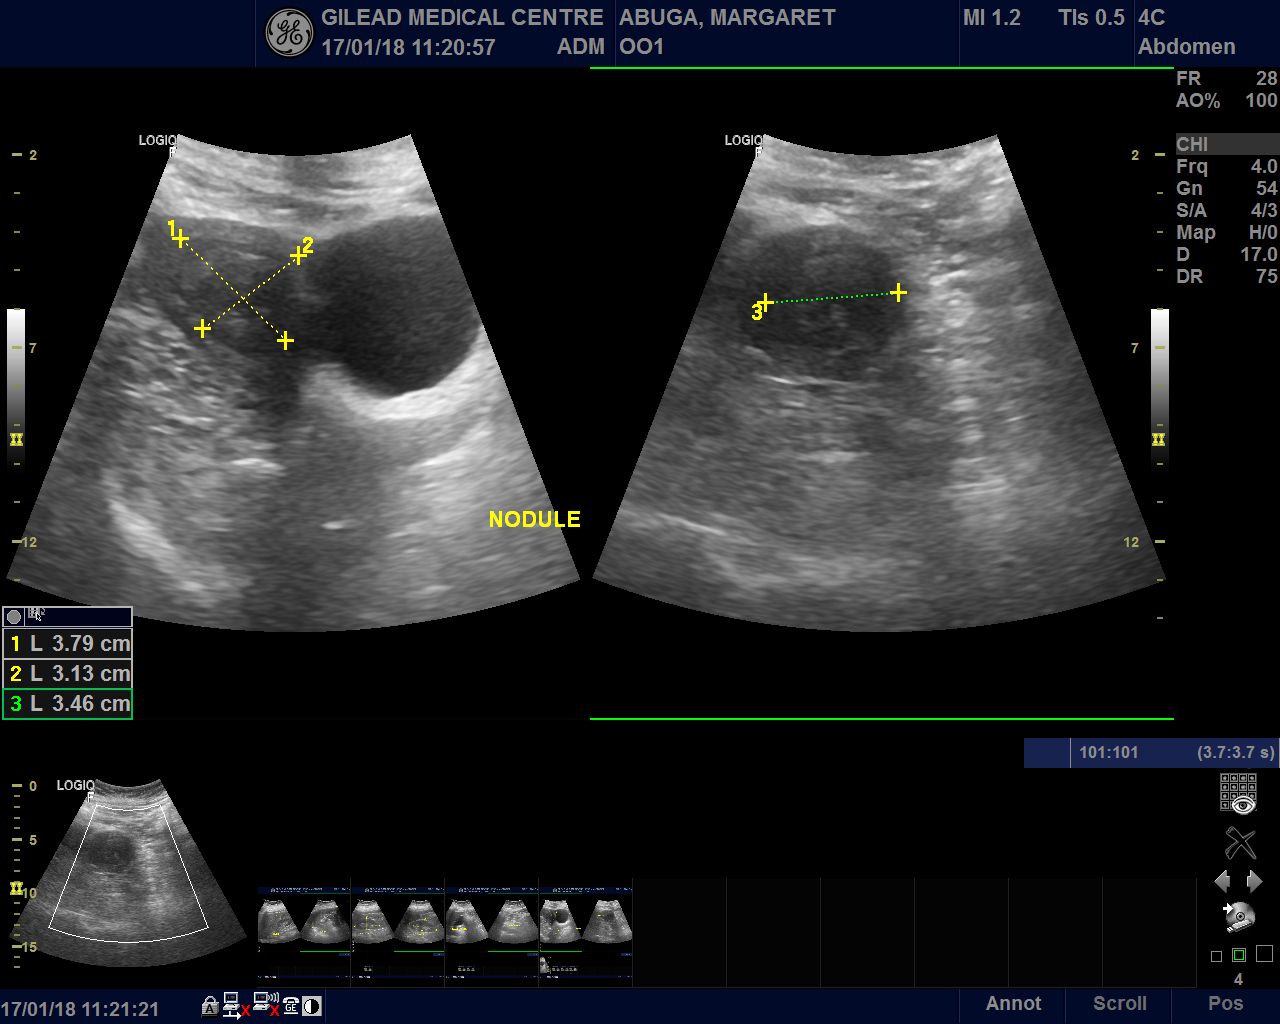 GILEAD MEDICAL CENTRE
17/01/18 11:20:57 ADM
ABUGA, MARGARET
OO1
MI 1.2 TIs 0.5
4C
Abdomen
FR 28
AO% 100
CHI
Frq 4.0
Gn 54
S/A 4/3
Map H/0
D 17.0
DR 75
LOGIQ
2
7
12
1
2
NODULE
LOGIQ
2
7
12
3
1 L 3.79 cm
2 L 3.13 cm
3 L 3.46 cm
101:101 (3.7:3.7 s)
LOGIQ
0
5
10
15
4
17/01/18 11:21:21
A
GE
Annot
Scroll
Pos